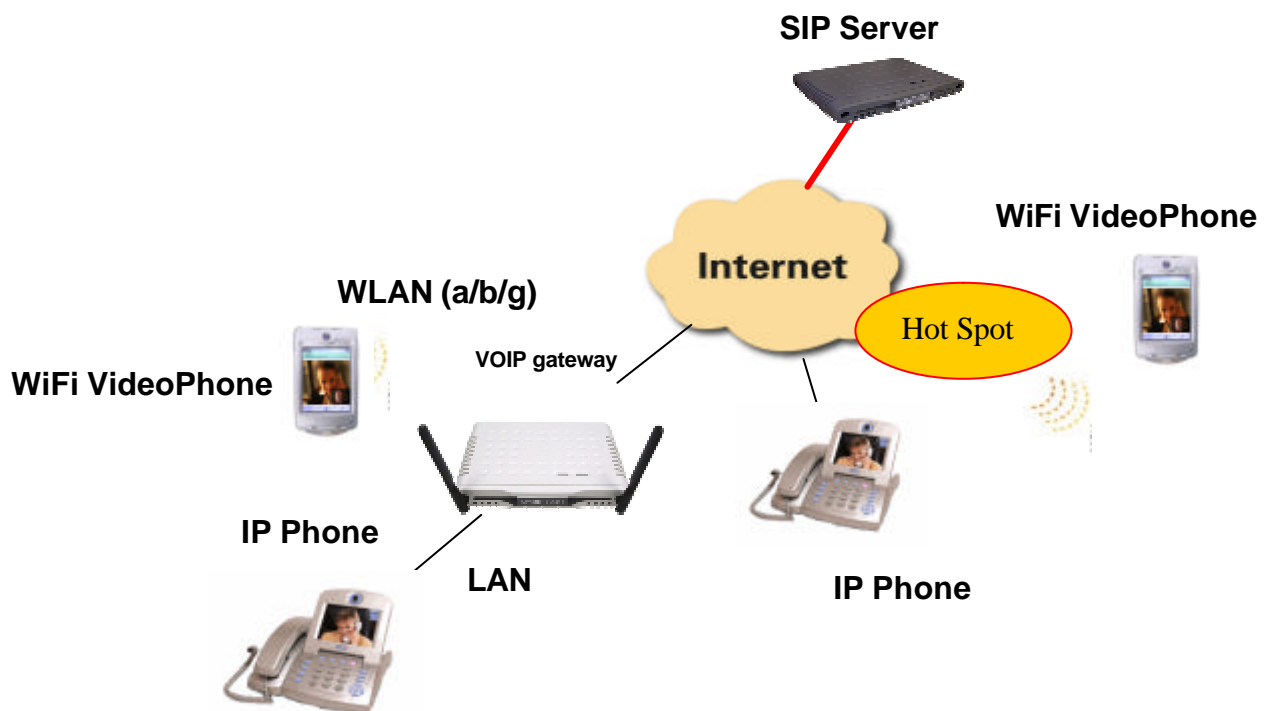 SIP Server
WiFi VideoPhone
Internet
WLAN (a/b/g)
Hot Spot
VOIP gateway
WiFi VideoPhone
IP Phone
LAN
IP Phone